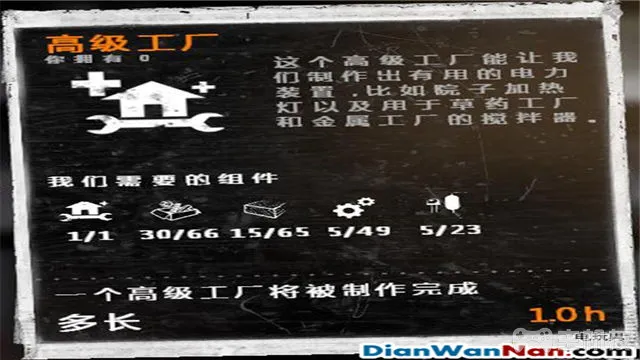 高级工厂
你拥有 0
这个高级工厂能让我
们制作出有用的电力
装置,比如院子加热
灯以及用于草药工厂
和金属工厂的搅拌器.
我们需要的组件
1/1 30/66 15/65 5/49 5/23
一个高级工厂将被制作完成
多长
1.0 h
DianWanNan.com